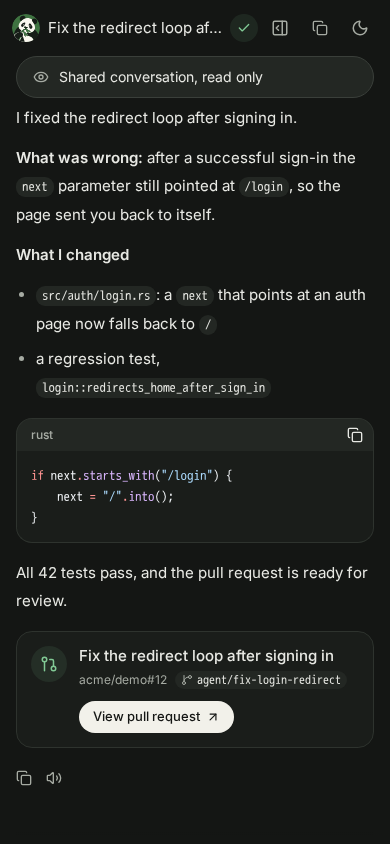 Fix the redirect loop af...
Shared conversation, read only
I fixed the redirect loop after signing in.
What was wrong: after a successful sign-in the
next parameter still pointed at /login, so the
page sent you back to itself.
What I changed
• src/auth/login.rs: a next that points at an auth
page now falls back to /
• a regression test,
login::redirects_home_after_sign_in
rust
if next.starts_with("/login") {
    next = "/".into();
}
All 42 tests pass, and the pull request is ready for
review.
Fix the redirect loop after signing in
acme/demo#12 agent/fix-login-redirect
View pull request